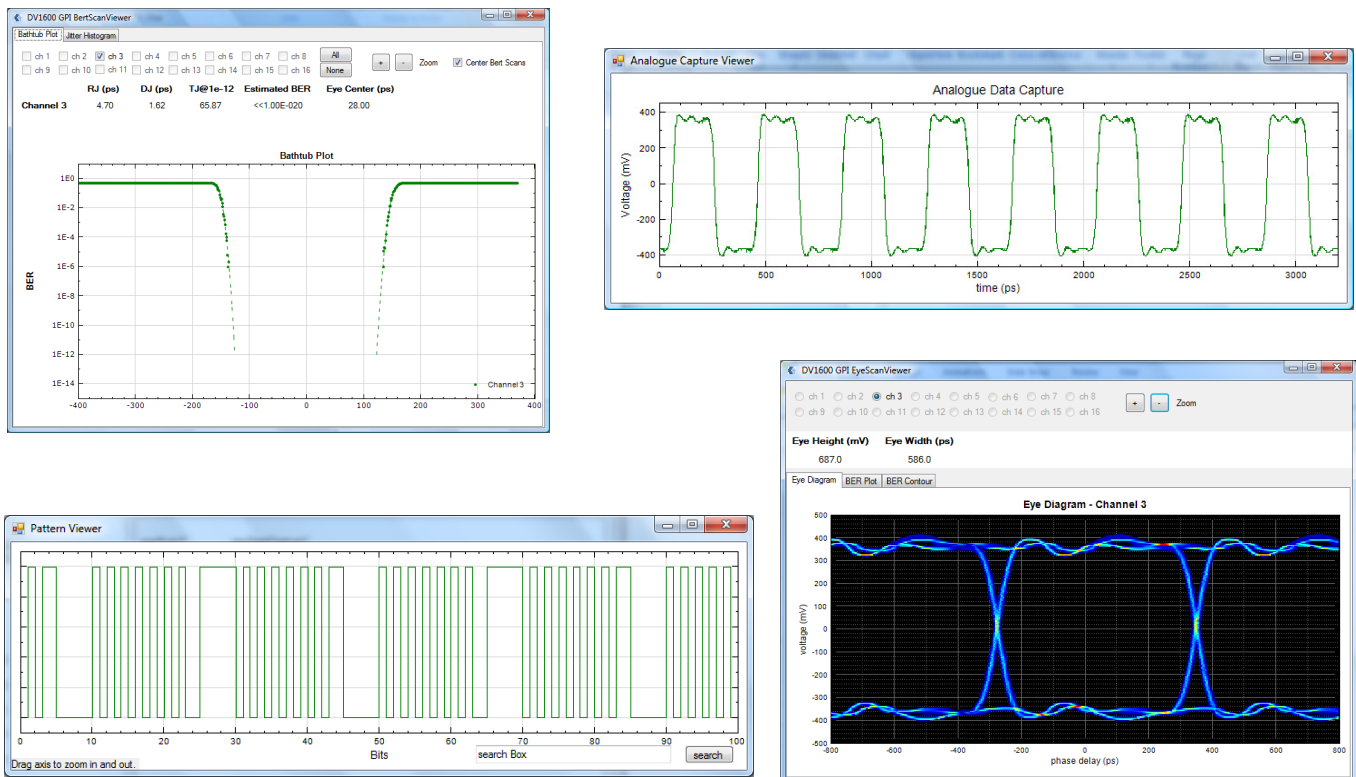 DV1600 GPI BertScanViewer
Bathtub Plot Jitter Histogram
ch 1 ch 2 ch 3 ch 4 ch 5 ch 6 ch 7 ch 8 All + - Zoom Center Bert Scans
ch 9 ch 10 ch 11 ch 12 ch 13 ch 14 ch 15 ch 16 None
RJ (ps) DJ (ps) TJ@1e-12 Estimated BER Eye Center (ps)
Channel 3 4.70 1.62 65.87 <<1.00E-020 28.00
Bathtub Plot
1E0
1E-2
1E-4
1E-6
BER
1E-8
1E-10
1E-12
1E-14
Channel 3
-400 -300 -200 -100 0 100 200 300 400
Analogue Capture Viewer
Analogue Data Capture
400
200
0
-200
-400
Voltage (mV)
0 500 1000 1500 2000 2500 3000
time (ps)
DV1600 GPI EyeScanViewer
ch 1 ch 2 ch 3 ch 4 ch 5 ch 6 ch 7 ch 8 + - Zoom
ch 9 ch 10 ch 11 ch 12 ch 13 ch 14 ch 15 ch 16
Eye Height (mV) Eye Width (ps)
687.0 586.0
Eye Diagram BER Plot BER Contour
Eye Diagram - Channel 3
500
400
300
200
100
0
-100
-200
-300
-400
-500
voltage (mV)
-800 -600 -400 -200 0 200 400 600 800
phase delay (ps)
Pattern Viewer
0 10 20 30 40 50 60 70 80 90 100
Bits search Box search
Drag axis to zoom in and out.